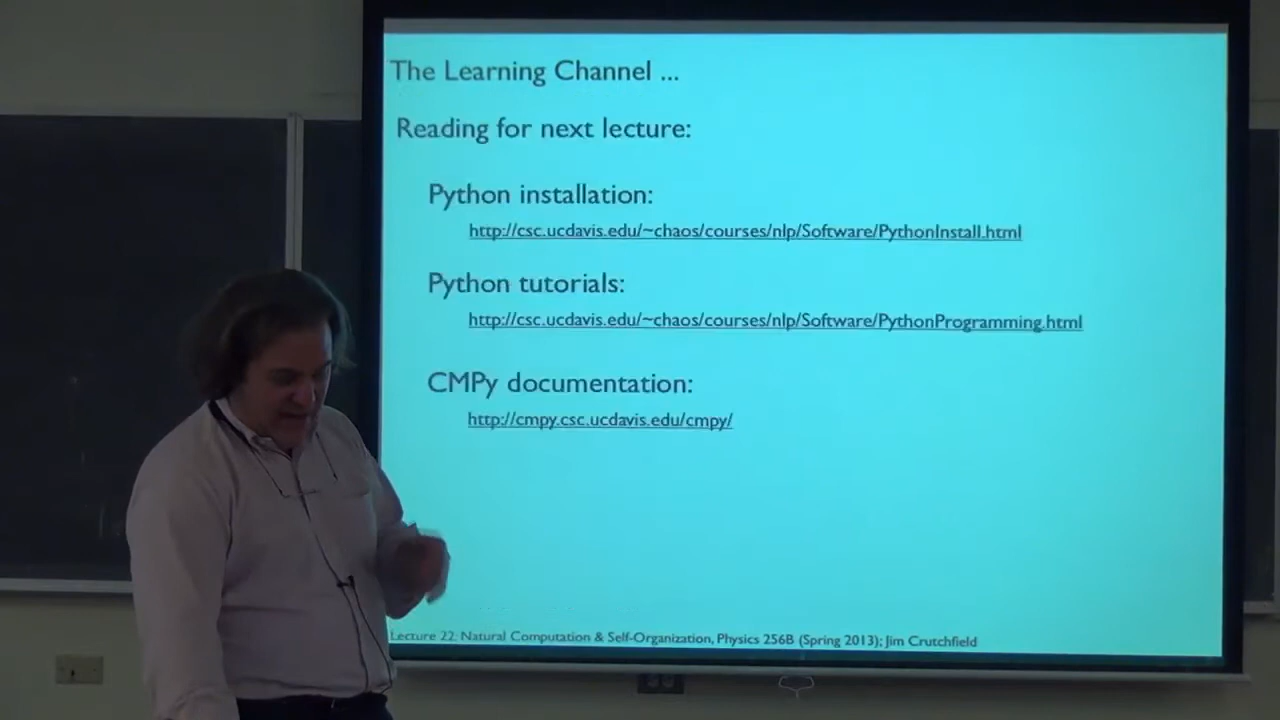 The Learning Channel ...
Reading for next lecture:
Python installation:
http://csc.ucdavis.edu/~chaos/courses/nlp/Software/PythonInstall.html
Python tutorials:
http://csc.ucdavis.edu/~chaos/courses/nlp/Software/PythonProgramming.html
CMPy documentation:
http://cmpy.csc.ucdavis.edu/cmpy/
Lecture 22: Natural Computation & Self-Organization, Physics 256B (Spring 2013); Jim Crutchfield